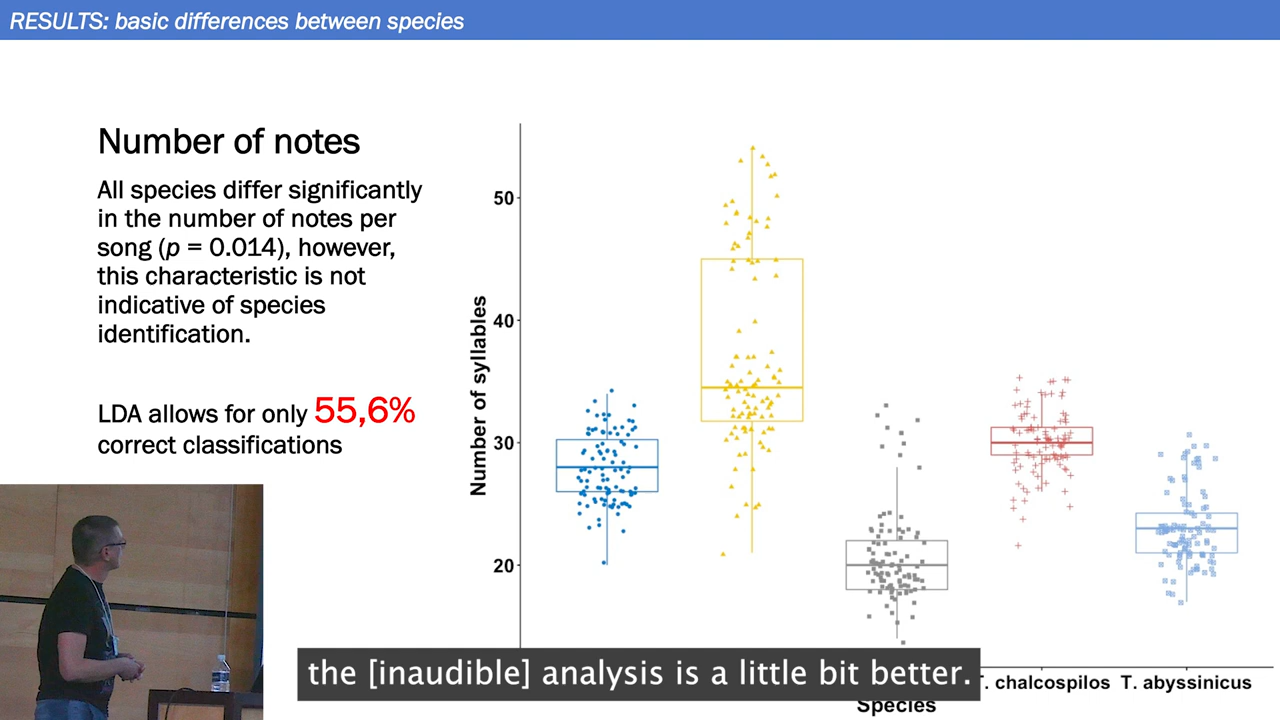 RESULTS: basic differences between species
Number of notes
All species differ significantly
in the number of notes per
song (p = 0.014), however,
this characteristic is not
indicative of species
identification.
LDA allows for only 55,6%
correct classifications
Number of syllables
50
40
30
20
the [inaudible] analysis is a little bit better.
chalcospilos T. abyssinicus
Species